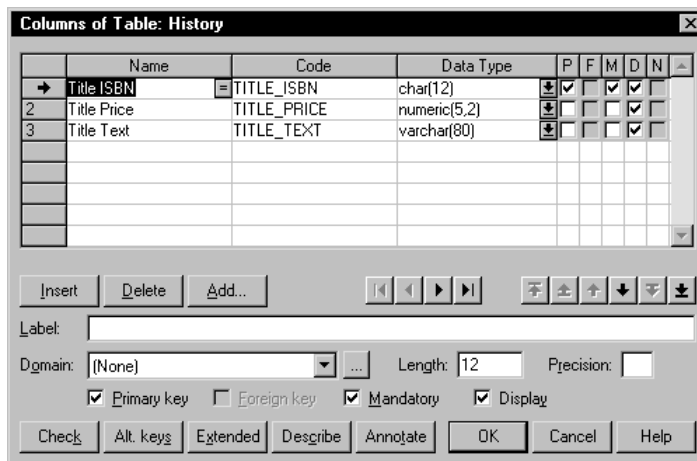 Columns of Table: History
Name Code Data Type P F M D N
Title ISBN = TITLE_ISBN char(12)
2 Title Price TITLE_PRICE numeric(5,2)
3 Title Text TITLE_TEXT varchar(80)
Insert Delete Add...
Label:
Domain: (None) ... Length: 12 Precision:
Primary key Foreign key Mandatory Display
Check Alt. keys Extended Describe Annotate OK Cancel Help